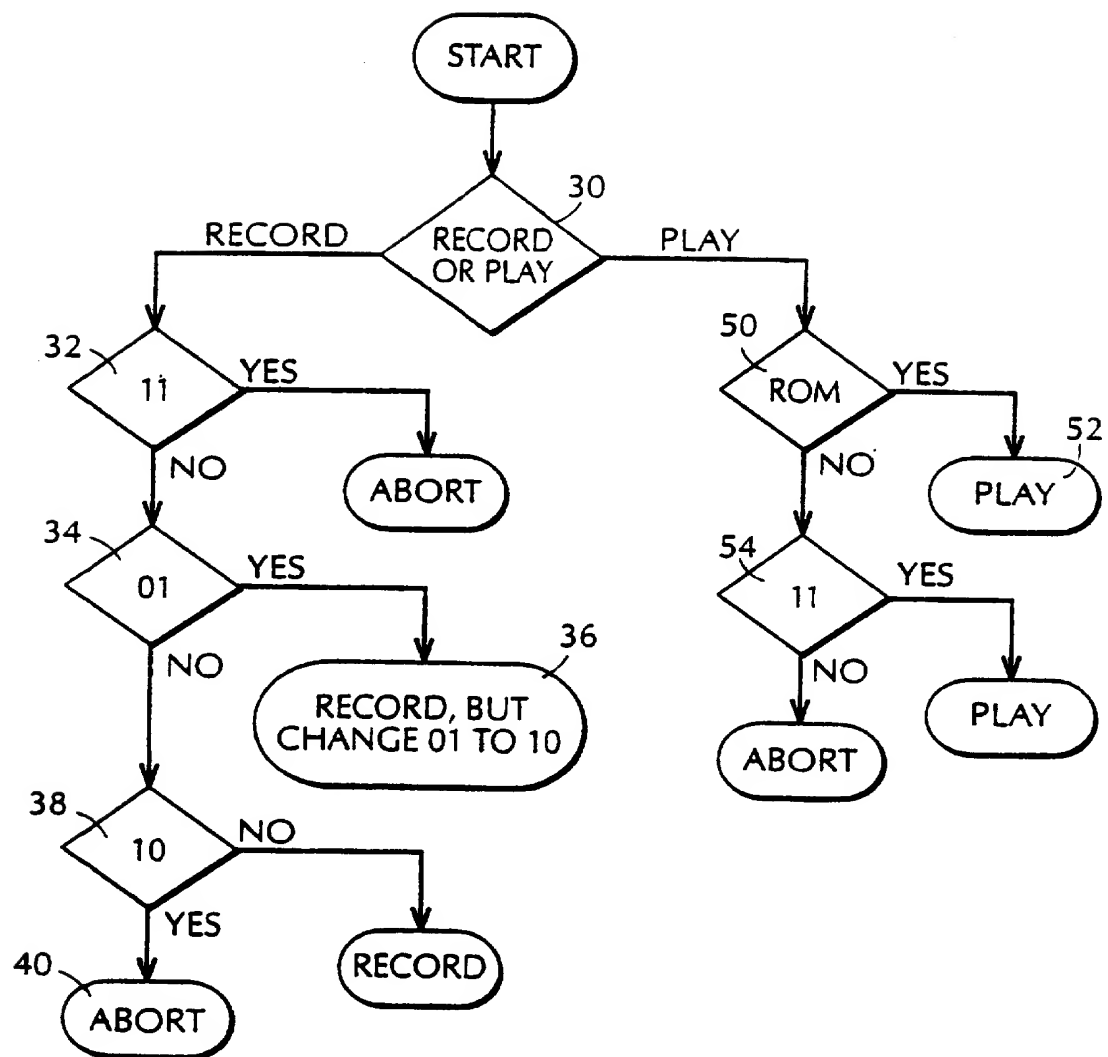 START
30
RECORD
OR PLAY
RECORD
PLAY
32
11
YES
NO
ABORT
34
01
YES
NO
36
RECORD, BUT
CHANGE 01 TO 10
38
10
NO
YES
RECORD
40
ABORT
50
ROM
YES
NO
52
PLAY
54
11
YES
NO
PLAY
ABORT